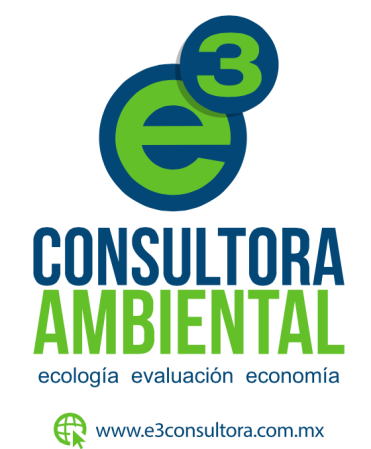 e3
CONSULTORA
AMBIENTAL
ecología evaluación economía
www.e3consultora.com.mx